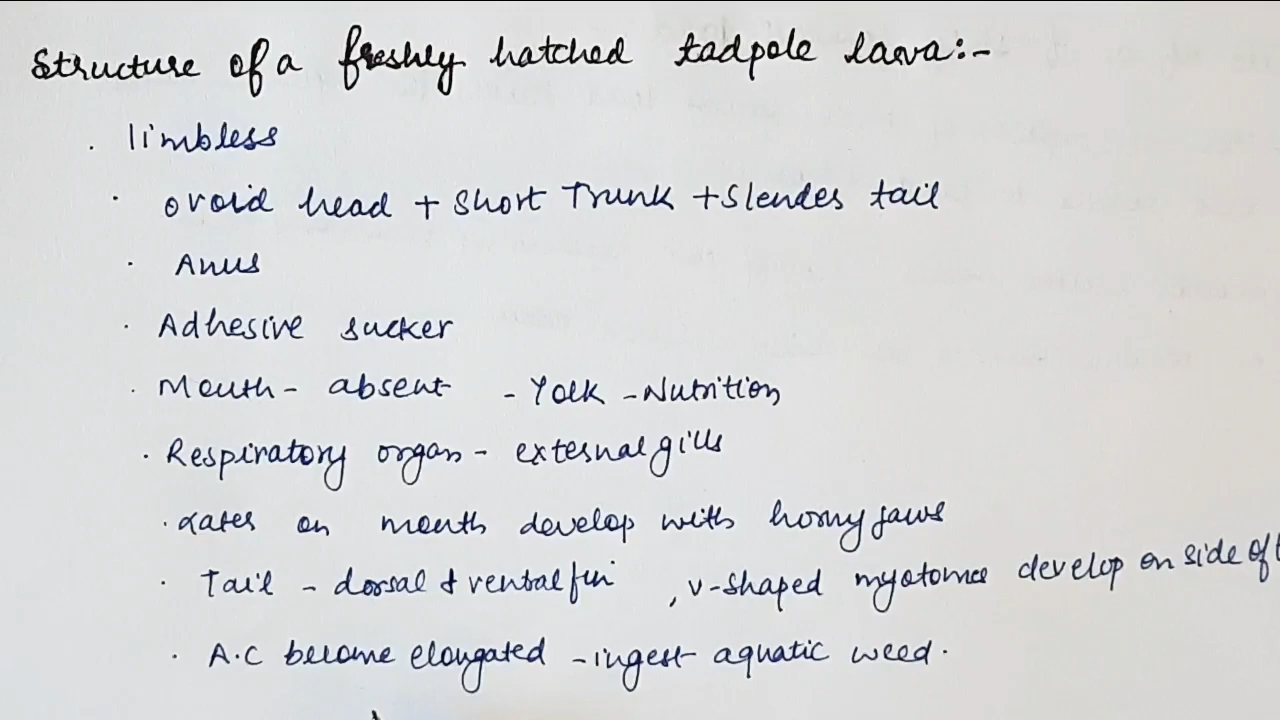 Structure of a freshly hatched tadpole larva:-
. limbless
. ovoid head + short Trunk + slender tail
. Anus
. Adhesive sucker
. Mouth - absent - Yolk - Nutrition
. Respiratory organ - external gills
. Later on mouth develop with horny jaws
. Tail - dorsal & ventral fin , v-shaped myotomes develop on side of
. A.C become elongated - ingest aquatic weed.